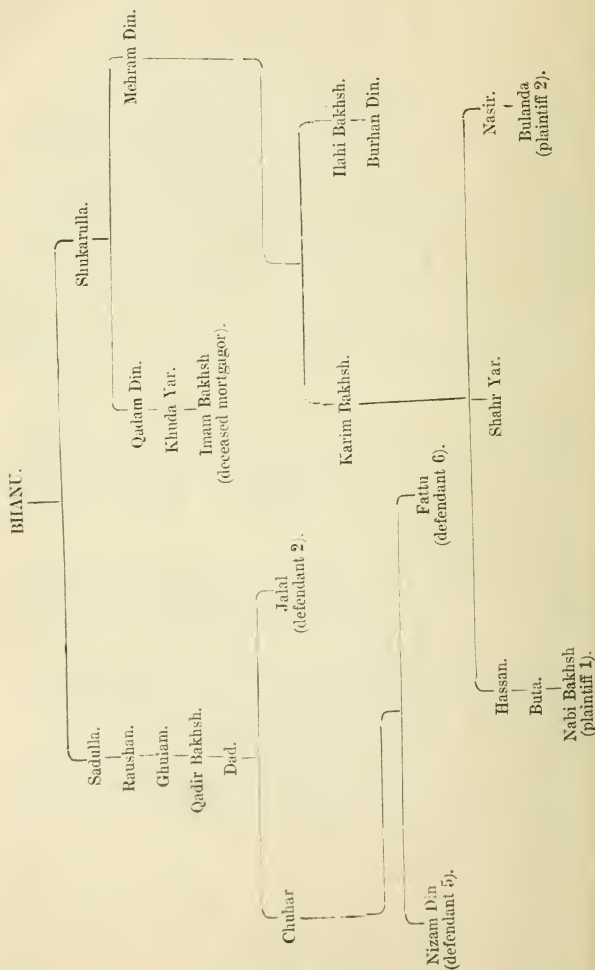 BHANU.
Sadulla.
Shukarulla.
Raushan.
Ghulam.
Qadir Bakhsh.
Dad.
Qadam Din.
Mehram Din.
Khuda Yar.
Imam Bakhsh
(deceased mortgagor).
Chuhar
Jalal
(defendant 2).
Karim Bakhsh.
Ilahi Bakhsh.
Burhan Din.
Nizam Din
(defendant 5).
Fattu
(defendant 6).
Hassan.
Shahr Yar.
Nasir.
Buta.
Bulanda
(plaintiff 2).
Nabi Bakhsh
(plaintiff 1).